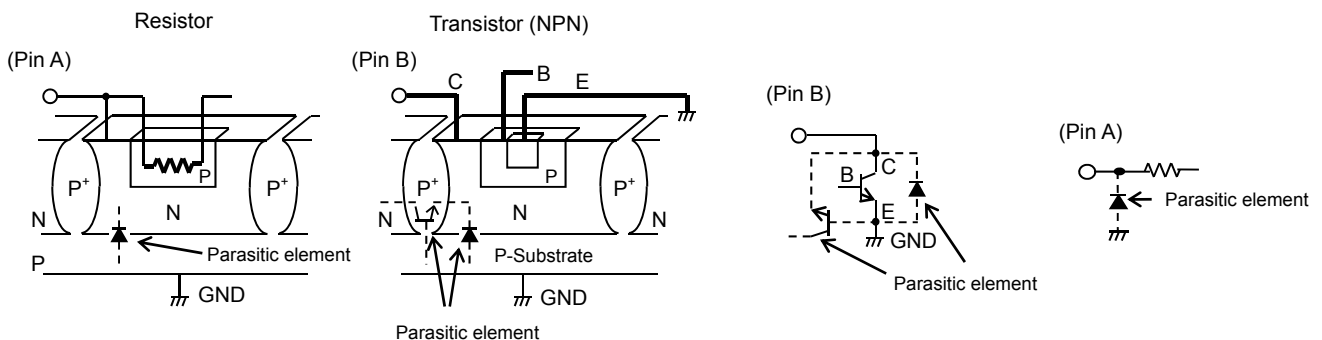 Resistor
(Pin A)
P+
P
P+
N
N
P
Parasitic element
GND
Transistor (NPN)
(Pin B)
C
B
E
P
P+
P+
N
N
N
P-Substrate
GND
Parasitic element
(Pin B)
C
B
E
GND
Parasitic element
(Pin A)
Parasitic element